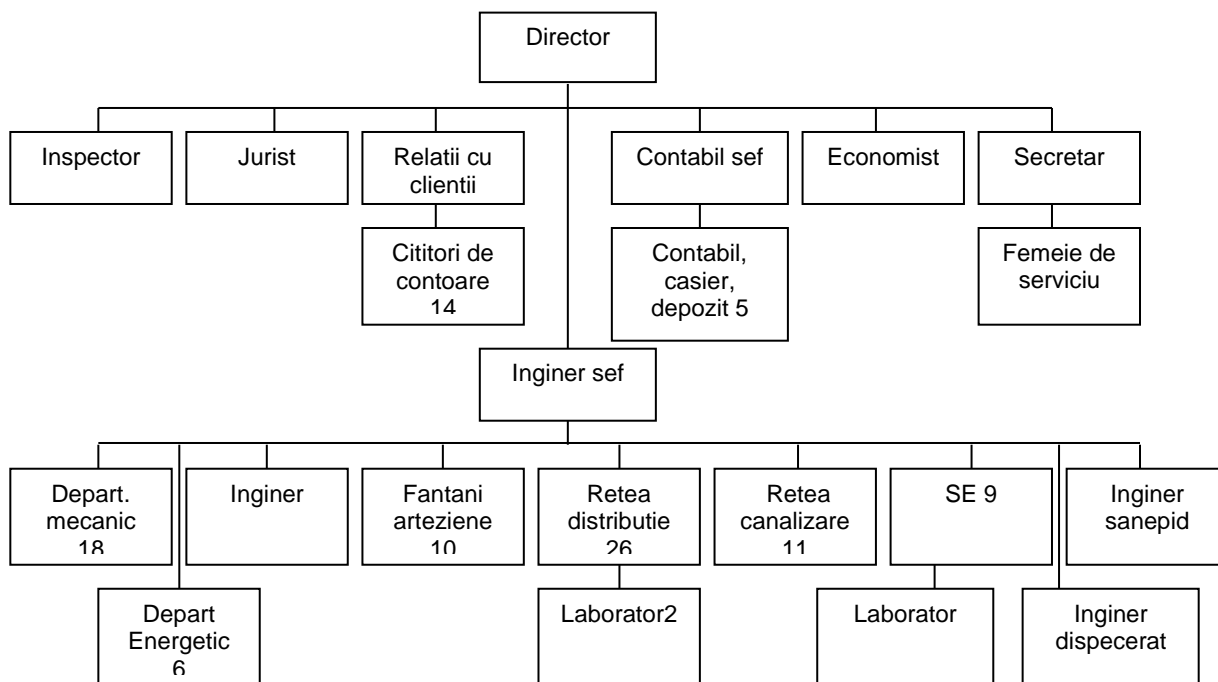 Director
Inspector
Jurist
Relatii cu
clientii
Contabil sef
Economist
Secretar
Cititori de
contoare
14
Contabil,
casier,
depozit 5
Femeie de
serviciu
Inginer sef
Depart.
mecanic
18
Inginer
Fantani
arteziene
10
Retea
distributie
26
Retea
canalizare
11
SE 9
Inginer
sanepid
Depart
Energetic
6
Laborator2
Laborator
Inginer
dispecerat